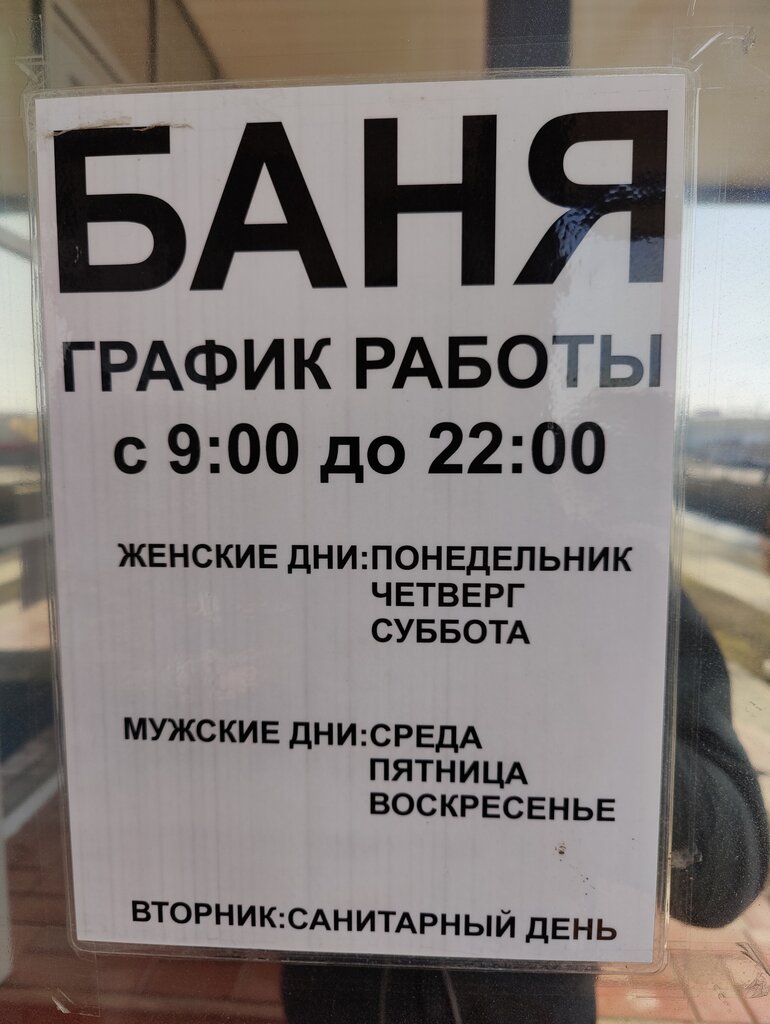 БАНЯ
ГРАФИК РАБОТЫ
с 9:00 до 22:00
ЖЕНСКИЕ ДНИ:ПОНЕДЕЛЬНИК
ЧЕТВЕРГ
СУББОТА
МУЖСКИЕ ДНИ:СРЕДА
ПЯТНИЦА
ВОСКРЕСЕНЬЕ
ВТОРНИК:САНИТАРНЫЙ ДЕНЬ